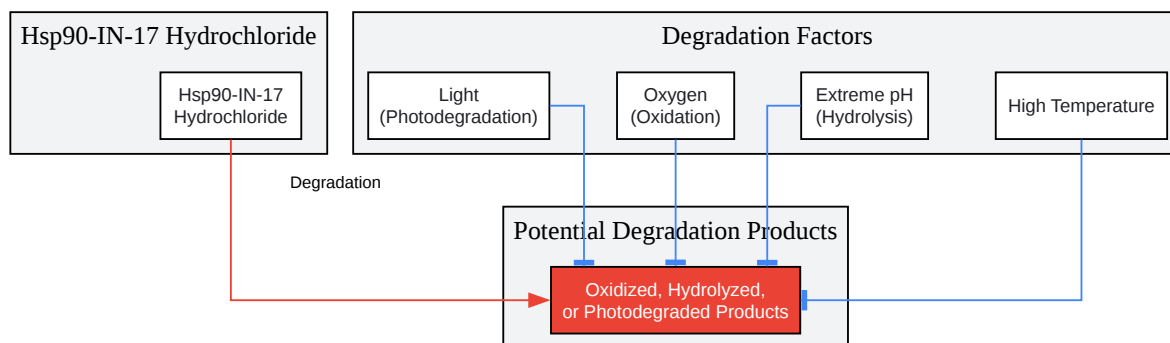 Hsp90-IN-17 Hydrochloride
Degradation Factors
Hsp90-IN-17
Hydrochloride
Light
(Photodegradation)
Oxygen
(Oxidation)
Extreme pH
(Hydrolysis)
High Temperature
Degradation
Potential Degradation Products
Oxidized, Hydrolyzed,
or Photodegraded Products